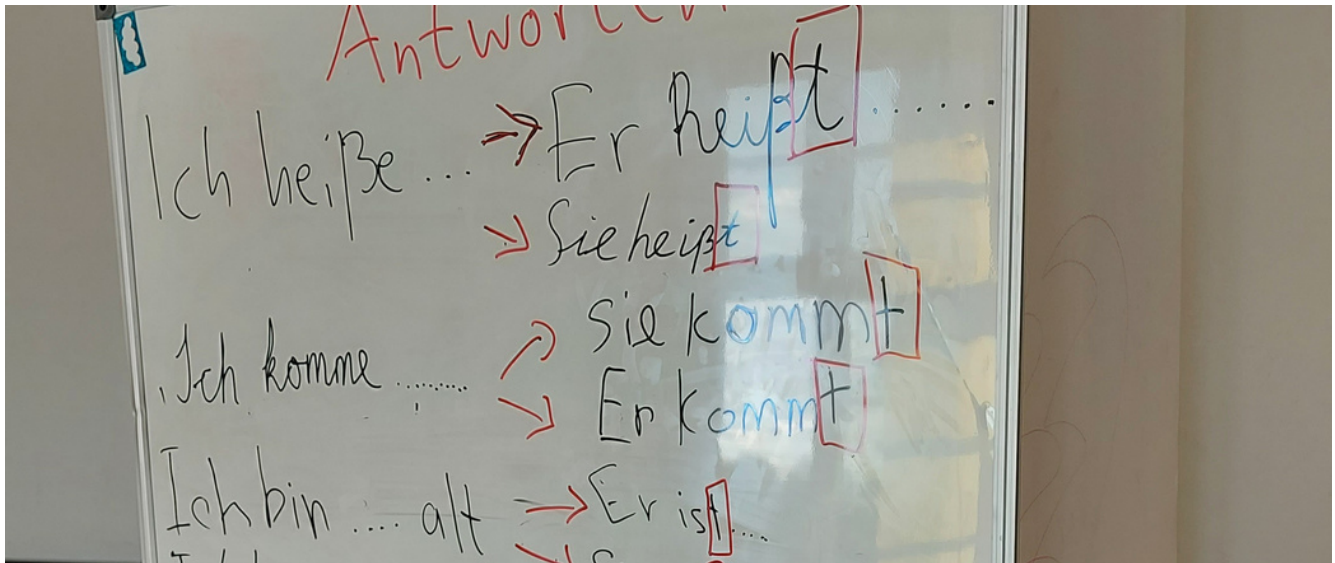 Antworten
Ich heiße ... → Er heißt ......
→ Sie heißt
Ich komme ........ → Sie kommt
→ Er kommt
Ich bin .... alt → Er ist ....